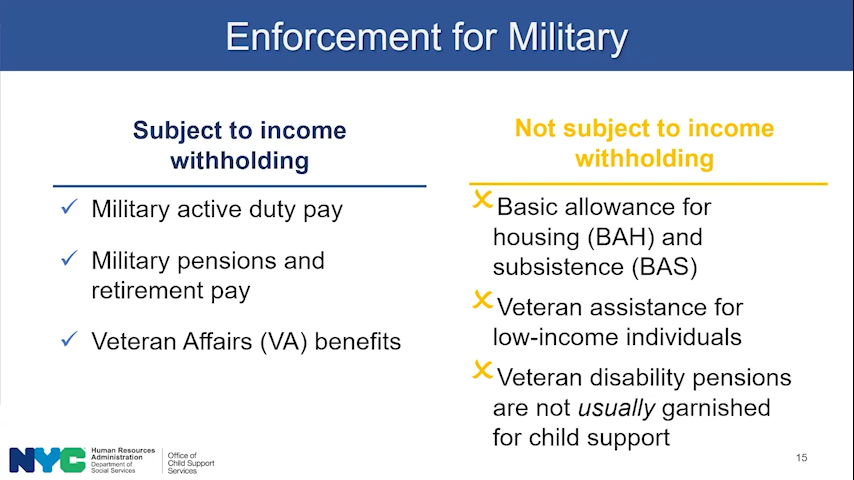 Enforcement for Military
Subject to income
withholding
✓ Military active duty pay
✓ Military pensions and
retirement pay
✓ Veteran Affairs (VA) benefits
Not subject to income
withholding
✗ Basic allowance for
housing (BAH) and
subsistence (BAS)
✗ Veteran assistance for
low-income individuals
✗ Veteran disability pensions
are not usually garnished
for child support
NYC
Human Resources
Administration
Department of
Social Services
Office of
Child Support
Services
15